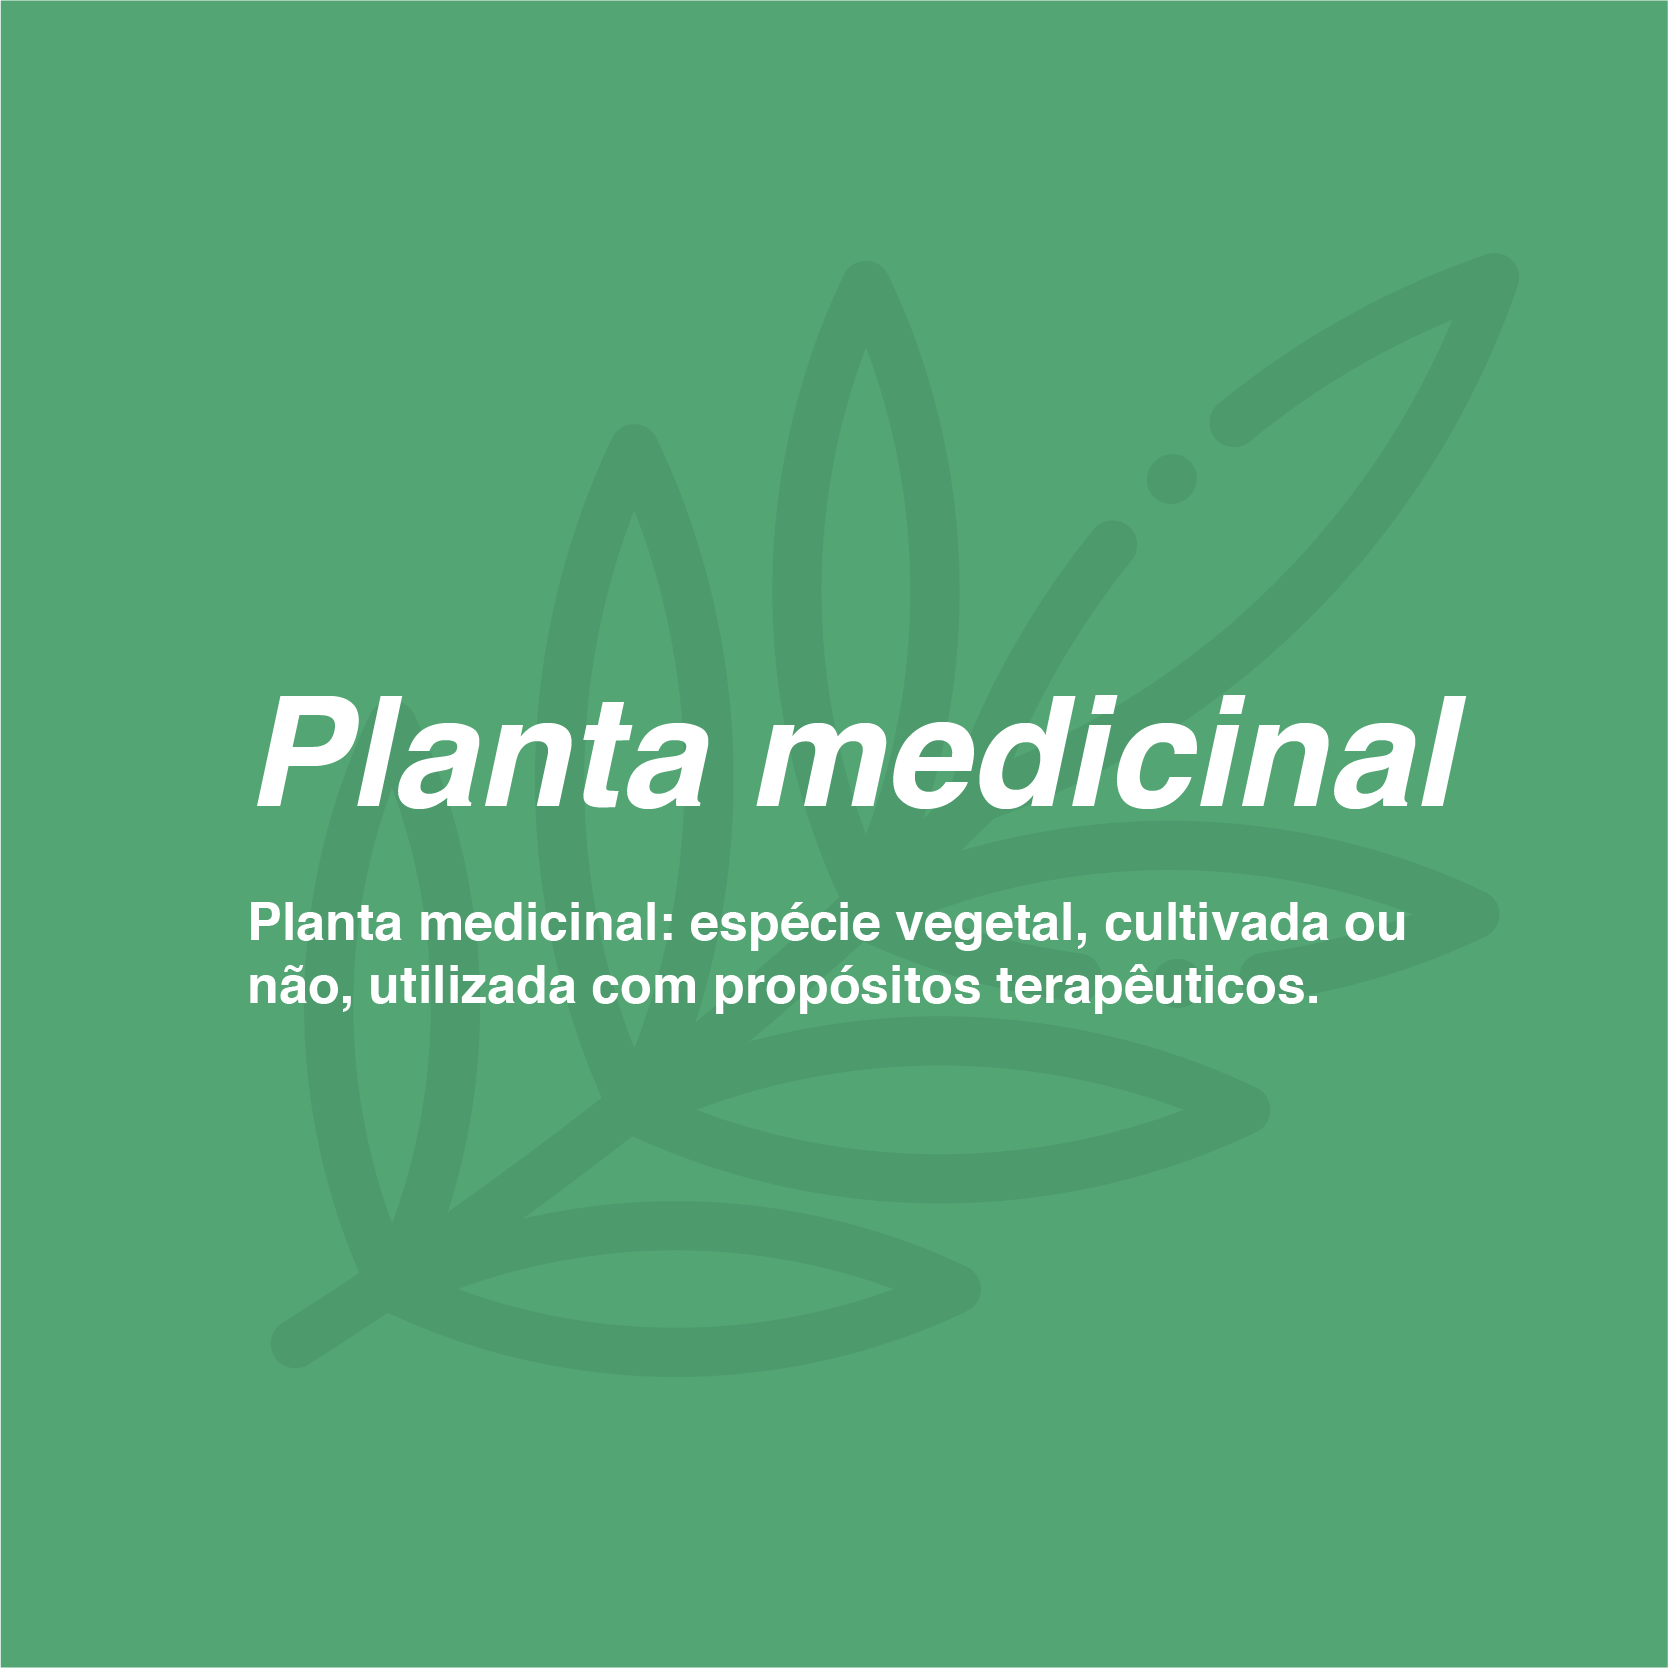 Planta medicinal
Planta medicinal: espécie vegetal, cultivada ou
não, utilizada com propósitos terapêuticos.